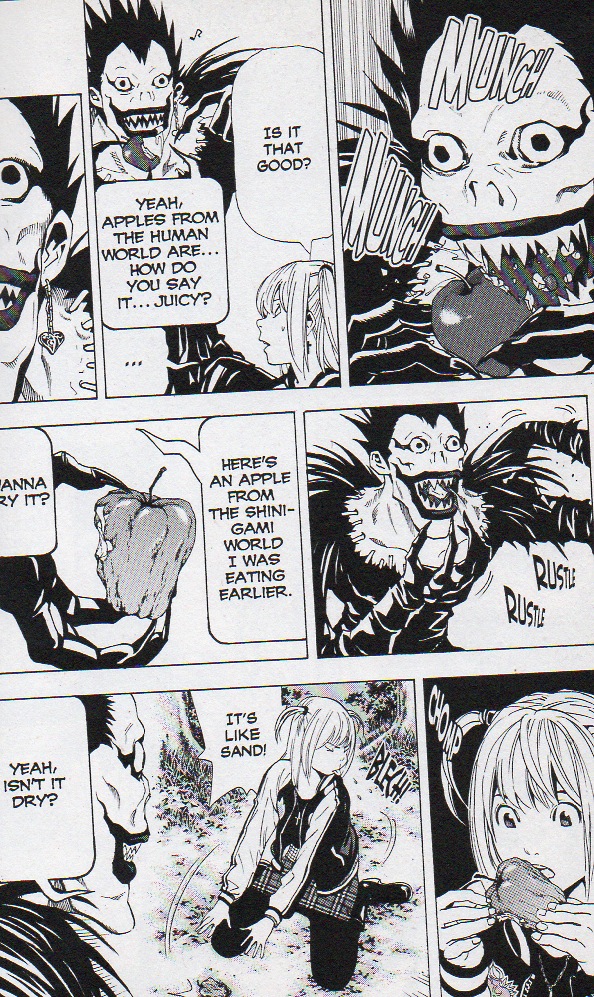 MUNCH
MUNCH
IS IT
THAT
GOOD?
YEAH,
APPLES FROM
THE HUMAN
WORLD ARE...
HOW DO
YOU SAY
IT... JUICY?
...
RUSTLE
RUSTLE
HERE'S
AN APPLE
FROM
THE SHINI-
GAMI
WORLD
I WAS
EATING
EARLIER.
ANNA
RY IT?
CHOMP
BLECH!
IT'S
LIKE
SAND!
YEAH,
ISN'T IT
DRY?